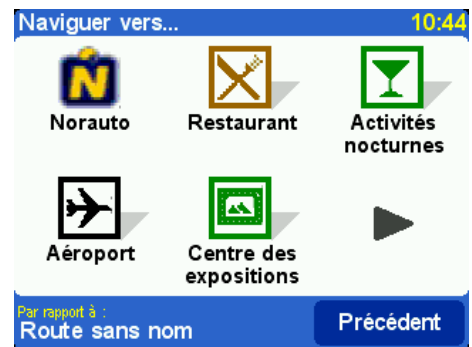 Naviguer vers...
10:44
N
Norauto
Restaurant
Activités
nocturnes
Aéroport
Centre des
expositions
Par rapport à :
Route sans nom
Précédent